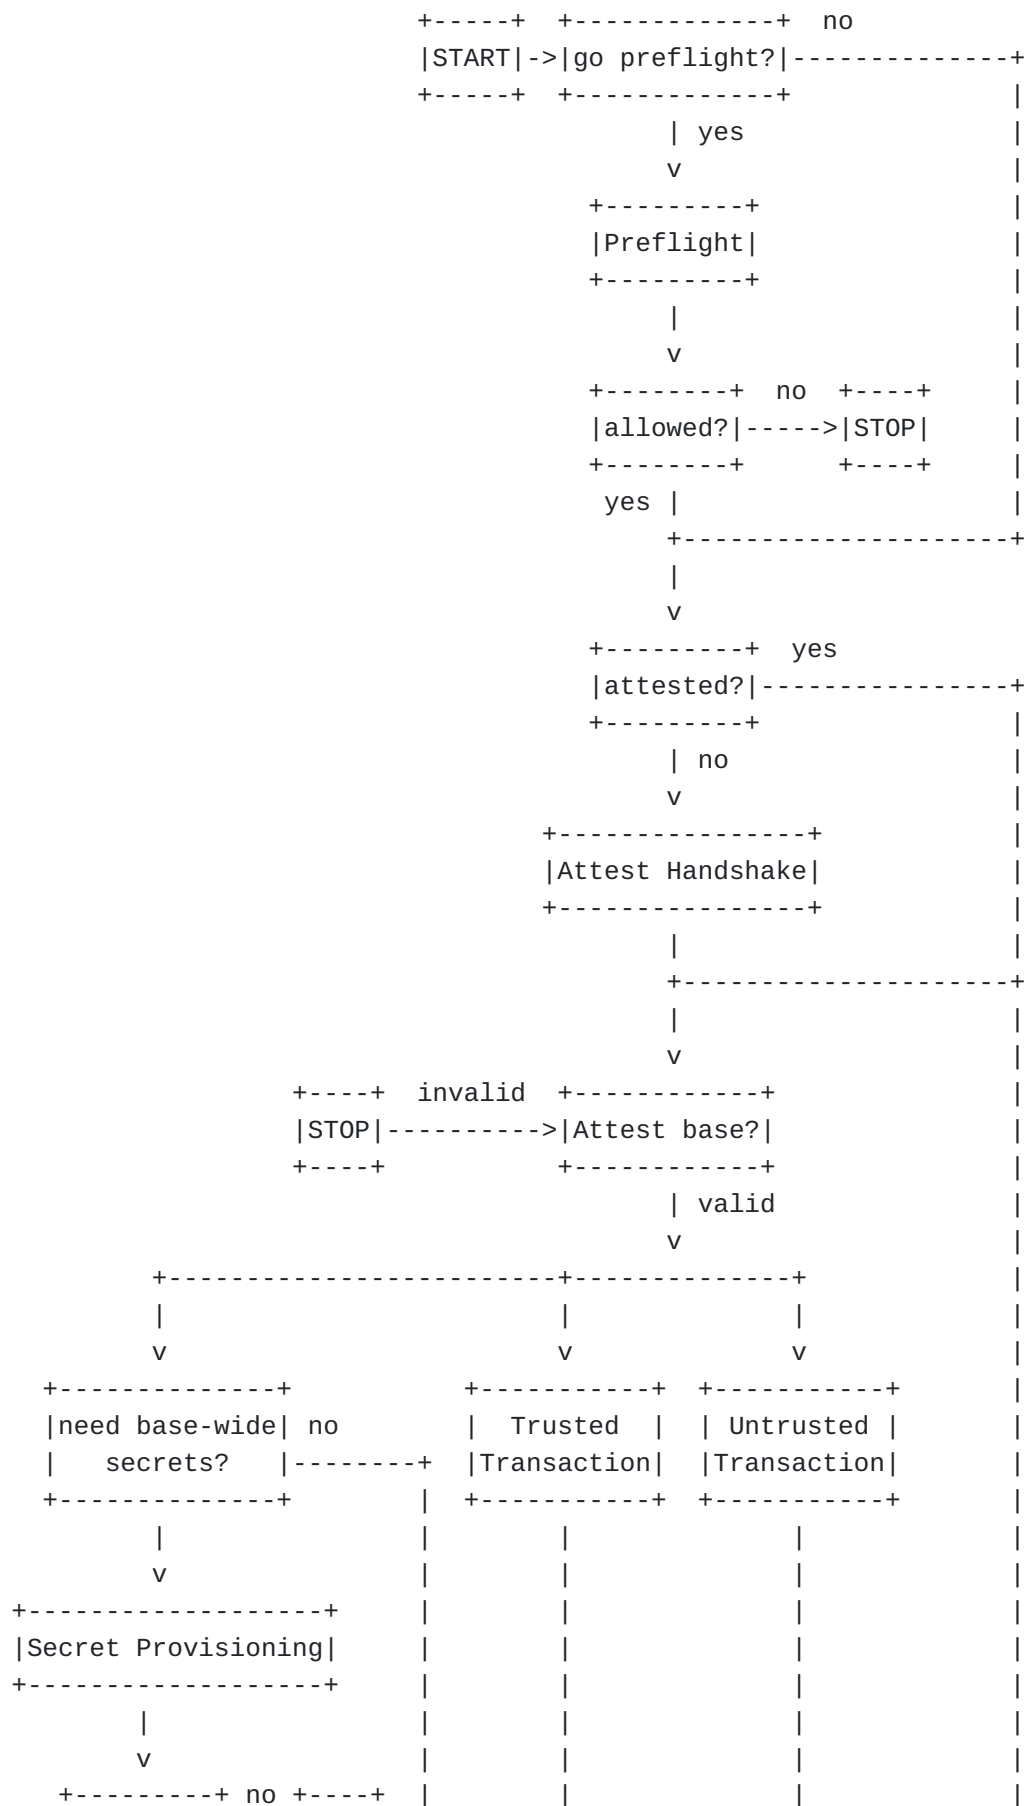 +-----+  +-------------+  no
                          |START|->|go preflight?|--------------+
                          +-----+  +-------------+              |
                                          | yes                 |
                                          v                     |
                                     +---------+                |
                                     |Preflight|                |
                                     +---------+                |
                                          |                     |
                                          v                     |
                                     +--------+  no  +----+     |
                                     |allowed?|----->|STOP|     |
                                     +--------+      +----+     |
                                      yes |                     |
                                          +---------------------+
                                          |
                                          v
                                     +---------+  yes
                                     |attested?|----------------+
                                     +---------+                |
                                          | no                  |
                                          v                     |
                                  +----------------+            |
                                  |Attest Handshake|            |
                                  +----------------+            |
                                          |                     |
                                          +---------------------+
                                          |                     |
                                          v                     |
                  +----+  invalid  +------------+               |
                  |STOP|---------->|Attest base?|               |
                  +----+           +------------+               |
                                          | valid               |
                                          v                     |
         +-------------------------+--------------+             |
         |                         |              |             |
         v                         v              v             |
  +--------------+           +-----------+  +-----------+       |
  |need base-wide| no        |  Trusted  |  | Untrusted |       |
  |   secrets?   |--------+  |Transaction|  |Transaction|       |
  +--------------+        |  +-----------+  +-----------+       |
         |                |        |              |             |
         v                |        |              |             |
+-------------------+     |        |              |             |
|Secret Provisioning|     |        |              |             |
+-------------------+     |        |              |             |
        |                 |        |              |             |
        v                 |        |              |             |
   +---------+ no +----+  |        |              |             |